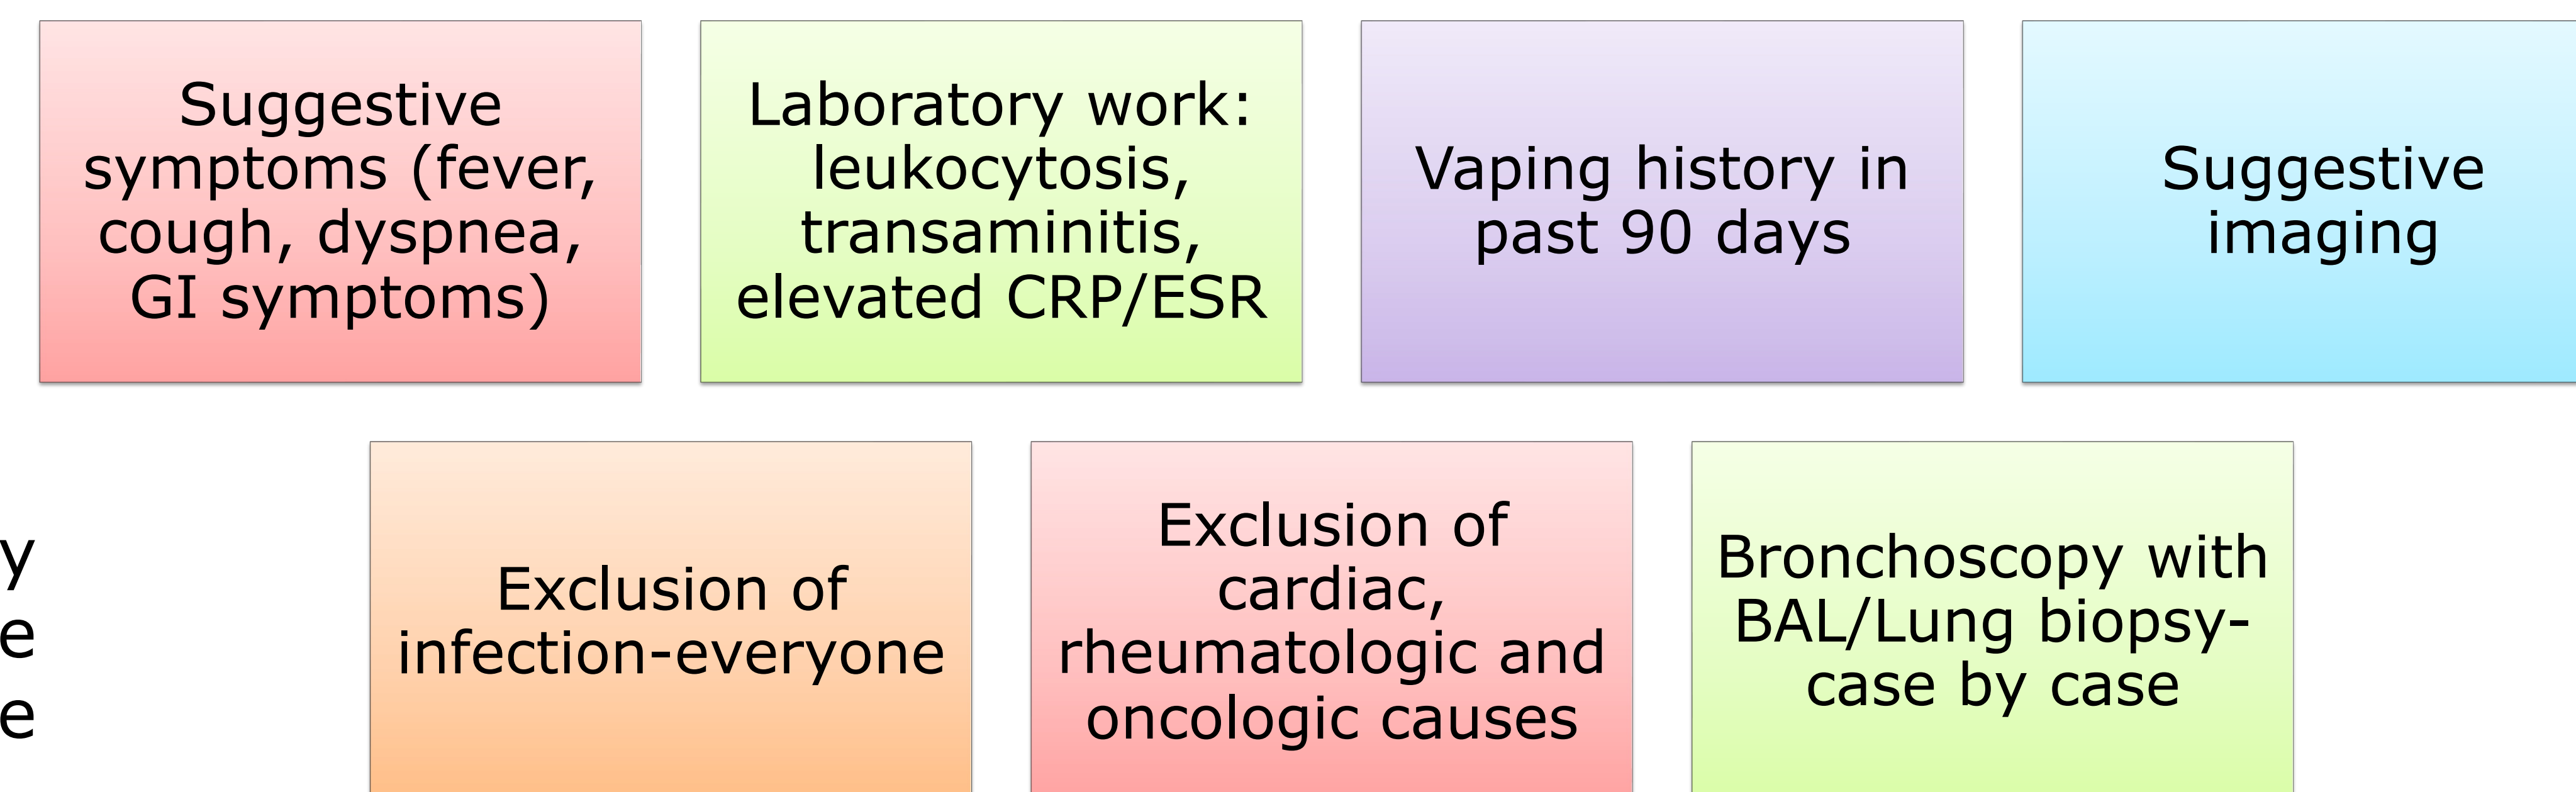 Suggestive
symptoms (fever,
cough, dyspnea,
GI symptoms)
Laboratory work:
leukocytosis,
transaminitis,
elevated CRP/ESR
Vaping history in
past 90 days
Suggestive
imaging
y
e
e
Exclusion of
infection-everyone
Exclusion of
cardiac,
rheumatologic and
oncologic causes
Bronchoscopy with
BAL/Lung biopsy-
case by case